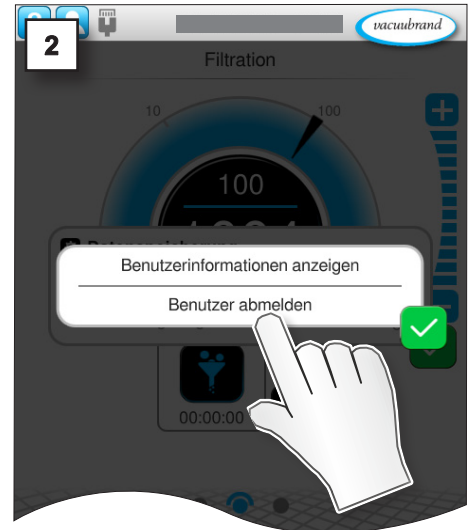 2
vacuubrand
Filtration
10
100
100
Benutzerinformationen anzeigen
Benutzer abmelden
00:00:00